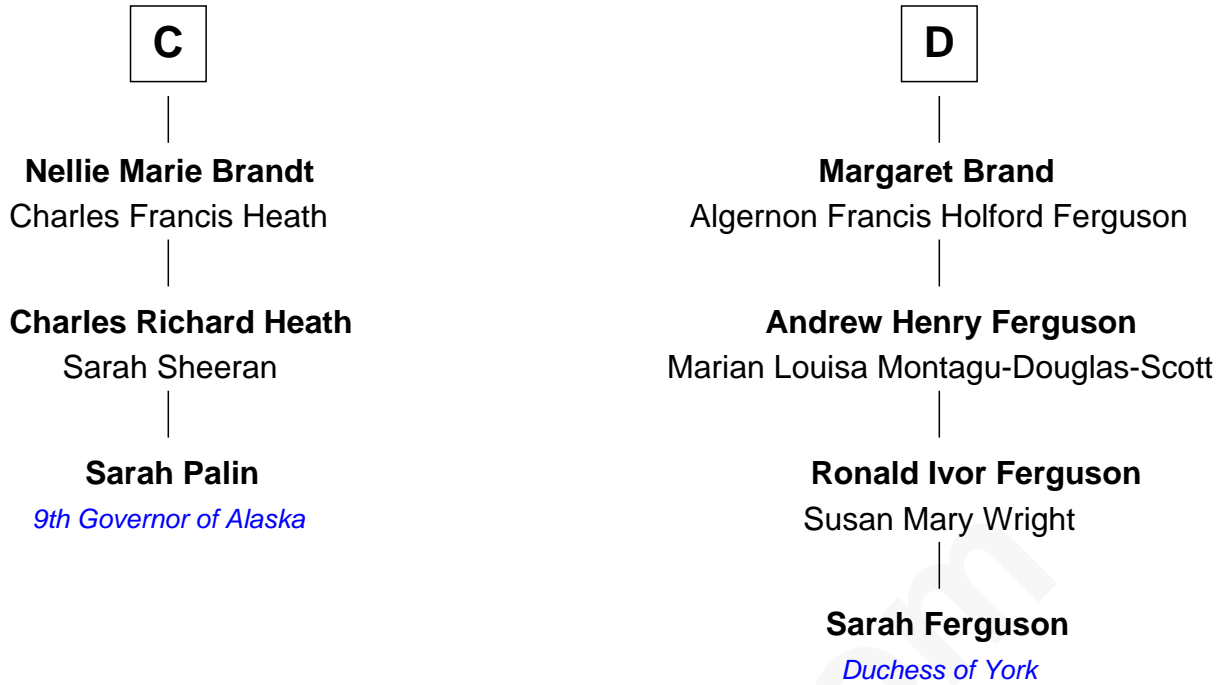 C
Nellie Marie Brandt
Charles Francis Heath
Charles Richard Heath
Sarah Sheeran
Sarah Palin
9th Governor of Alaska
D
Margaret Brand
Algernon Francis Holford Ferguson
Andrew Henry Ferguson
Marian Louisa Montagu-Douglas-Scott
Ronald Ivor Ferguson
Susan Mary Wright
Sarah Ferguson
Duchess of York